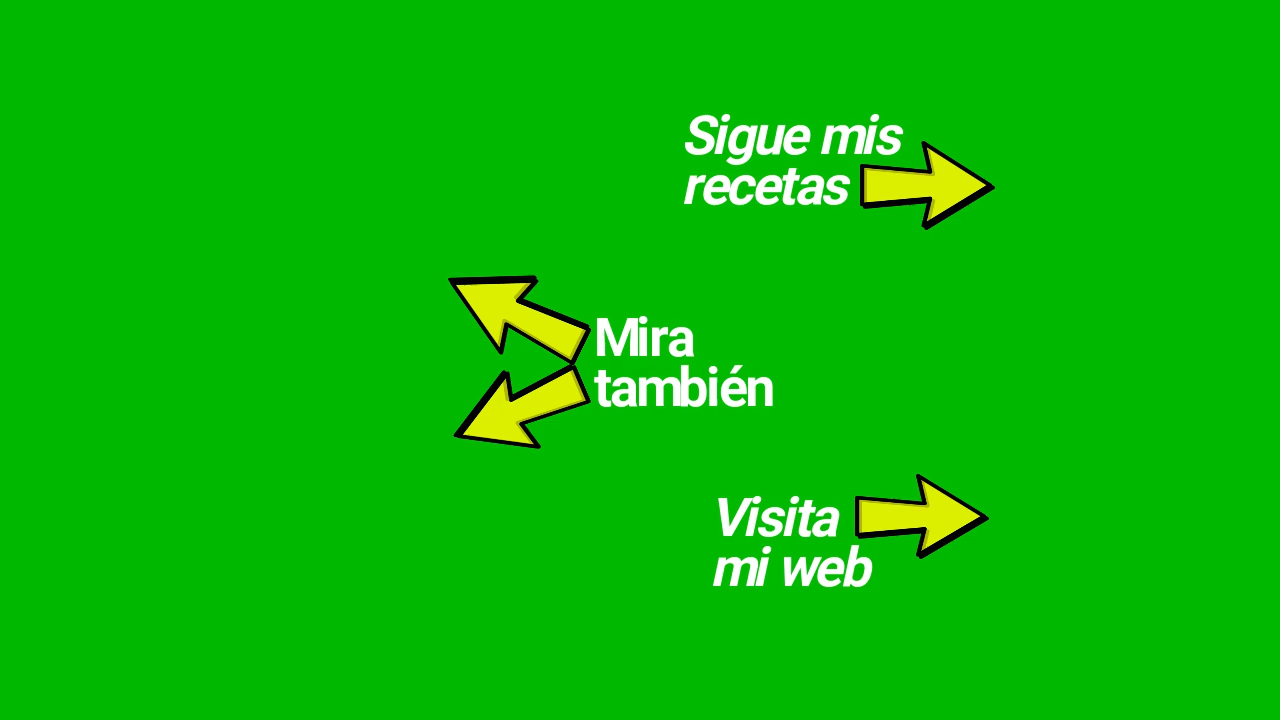 Sigue mis
recetas
Mira
también
Visita
mi web